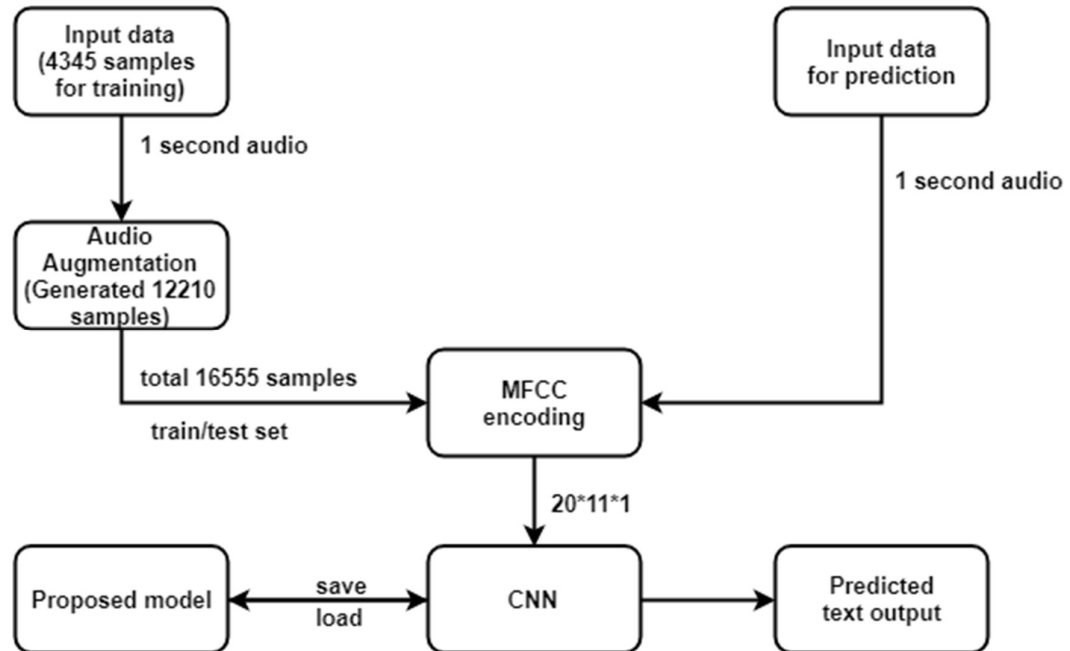 Input data
(4345 samples
for training)
Input data
for prediction
1 second audio
1 second audio
Audio
Augmentation
(Generated 12210
samples)
total 16555 samples
train/test set
MFCC
encoding
20*11*1
Proposed model
save
load
CNN
Predicted
text output